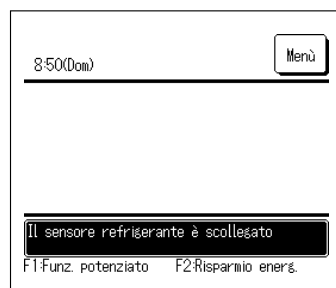 8:50(Dom)
Menù
Il sensore refrigerante è scollegato
F1:Funz. potenziato F2:Risparmio energ.